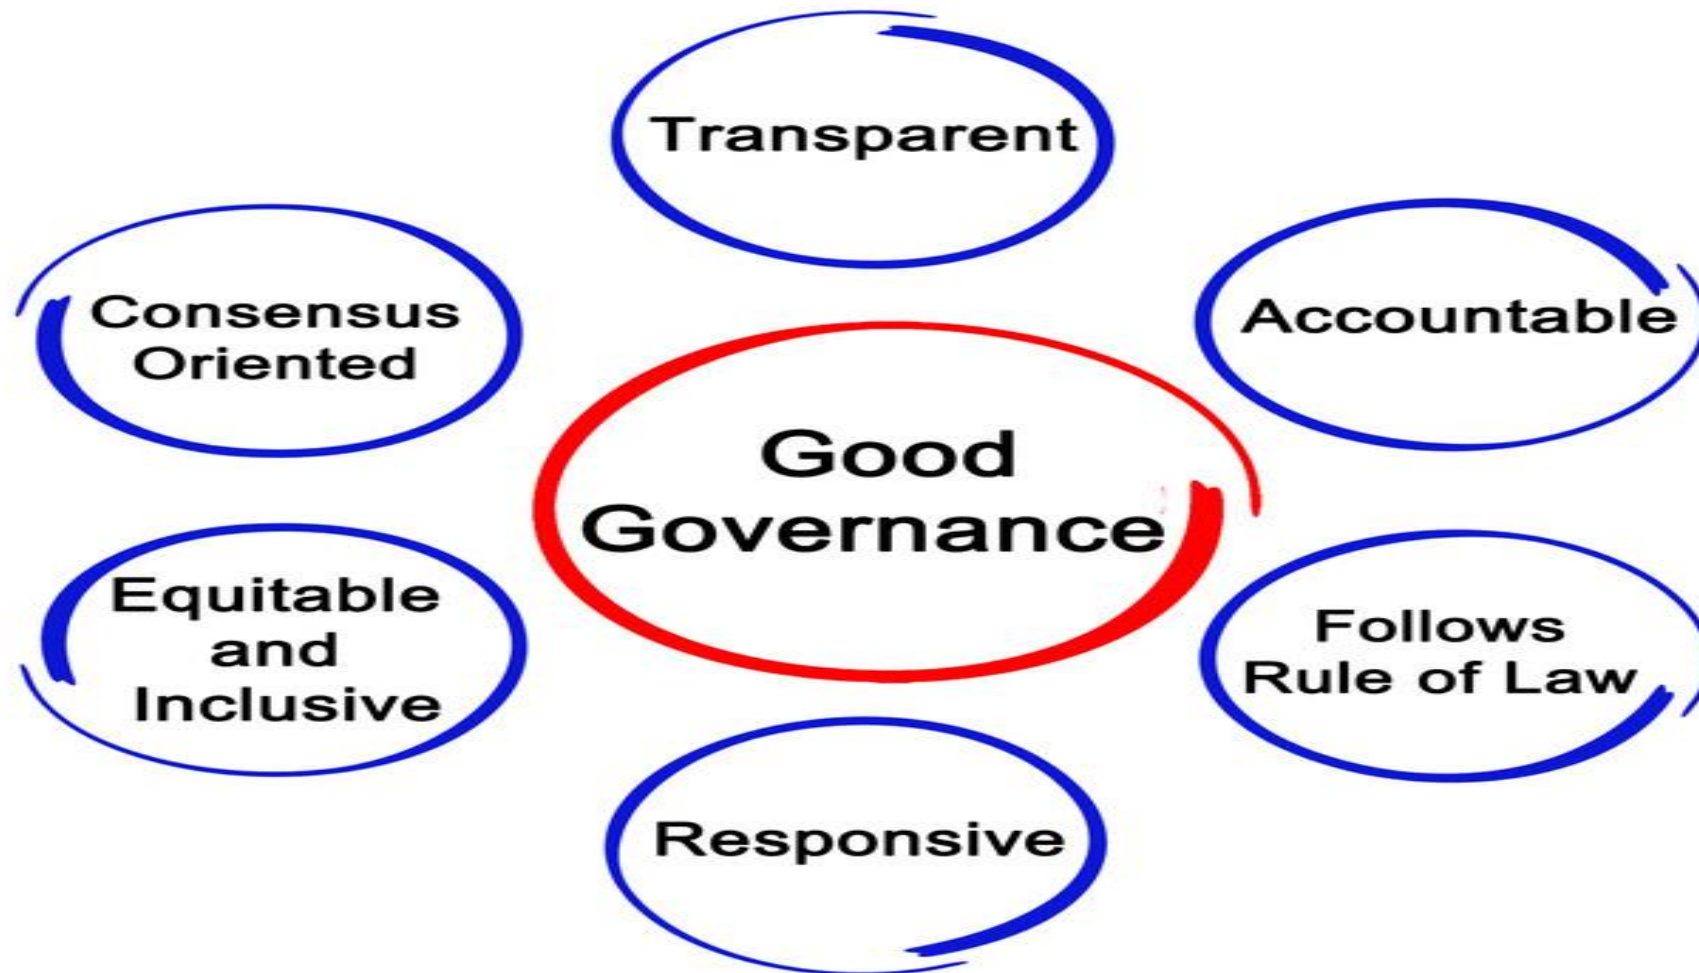 Transparent
Consensus
Oriented
Accountable
Good
Governance
Equitable
and
Inclusive
Follows
Rule of Law
Responsive